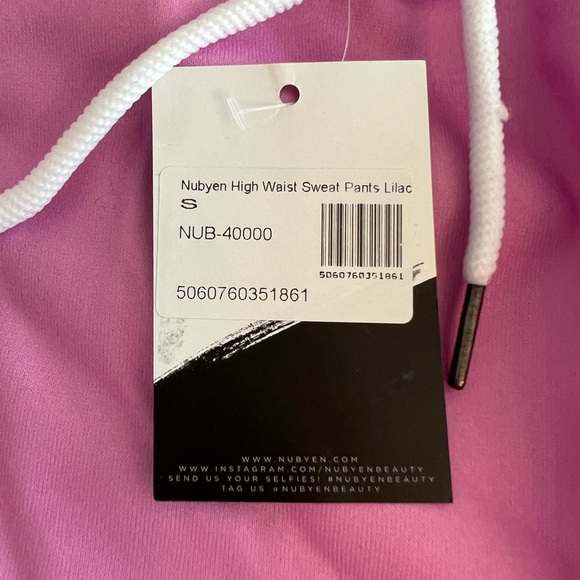 Nubyen High Waist Sweat Pants Lilac
S
NUB-40000
5060760351861
5060760351861
WWW.NUBYEN.COM
WWW.INSTAGRAM.COM/NUBYENBEAUTY
SEND US YOUR SELFIES! #NUBYENBEAUTY
TAG US @NUBYENBEAUTY